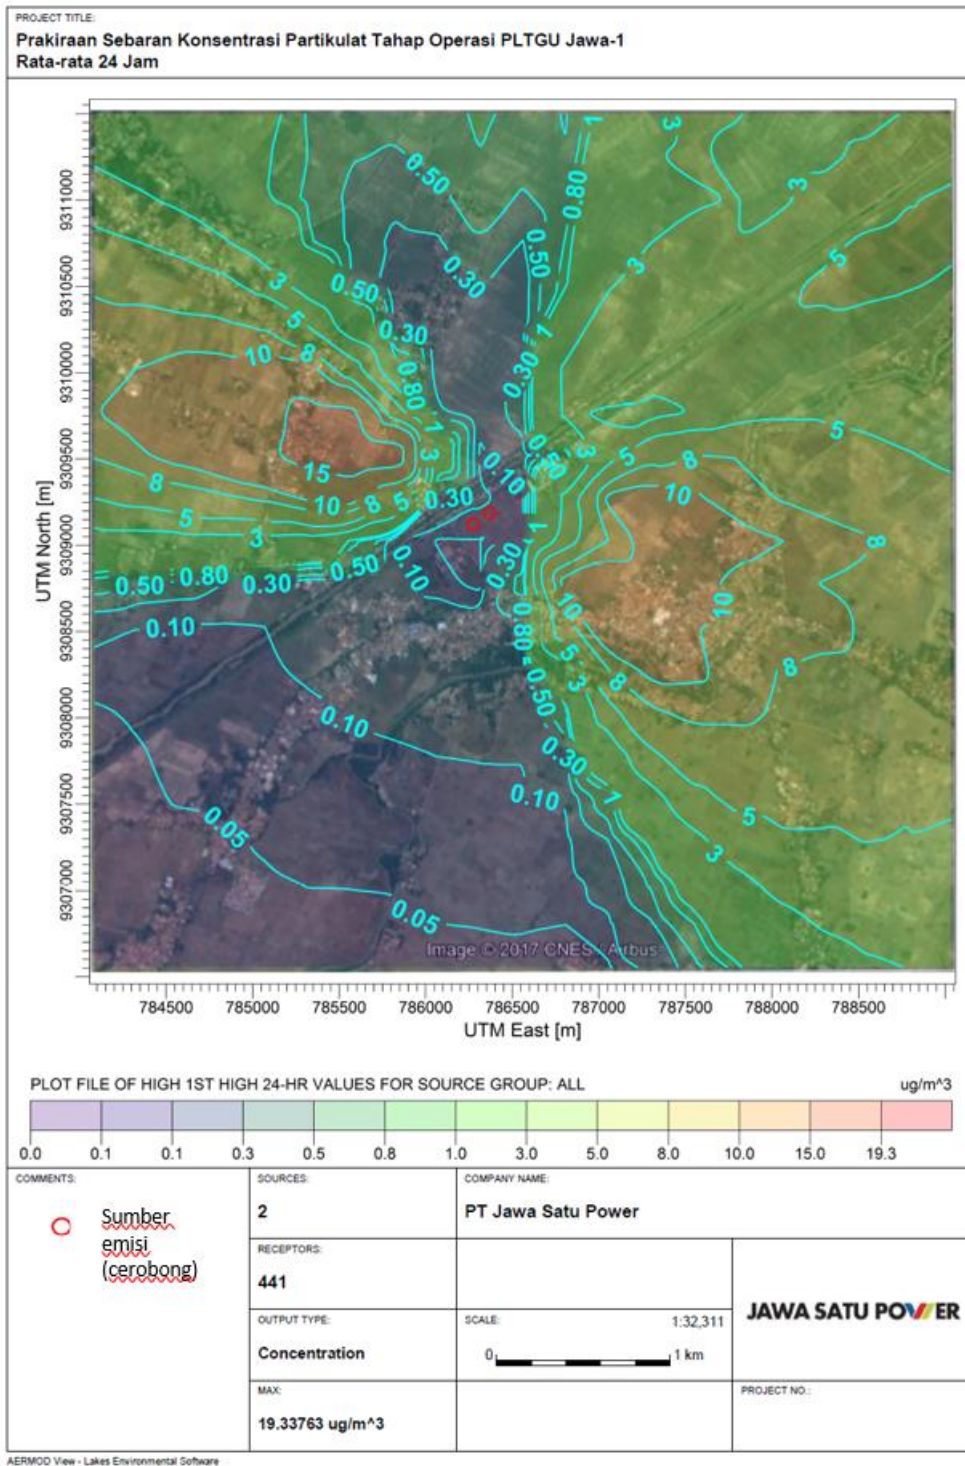 PROJECT TITLE:
Prakiraan Sebaran Konsentrasi Partikulat Tahap Operasi PLTGU Jawa-1
Rata-rata 24 Jam
UTM North [m]
9311000
9310500
9310000
9309500
9309000
9308500
9308000
9307500
9307000
1
3
0.50
0.80
3
0.30
0.50
3
5
3
0.50
5
0.30
1
10
8
0.80
0.30
1
5
3
0.50
3
5
8
15
0.10
10
8
10
8
5
0.30
5
3
1
8
0.50
0.80
0.30
0.50
0.10
0.30
10
10
0.10
0.80
5
3
8
8
0.50
0.10
0.30
1
0.10
5
0.05
3
0.05
Image © 2017 CNES / Airbus
784500 785000 785500 786000 786500 787000 787500 788000 788500
UTM East [m]
PLOT FILE OF HIGH 1ST HIGH 24-HR VALUES FOR SOURCE GROUP: ALL ug/m^3
0.0 0.1 0.1 0.3 0.5 0.8 1.0 3.0 5.0 8.0 10.0 15.0 19.3
COMMENTS:
Sumber
emisi
(cerobong)
SOURCES:
2
COMPANY NAME:
PT Jawa Satu Power
RECEPTORS:
441
OUTPUT TYPE:
Concentration
SCALE: 1:32,311
0 1 km
JAWA SATU POWER
MAX:
19.33763 ug/m^3
PROJECT NO.:
AERMOD View - Lakes Environmental Software